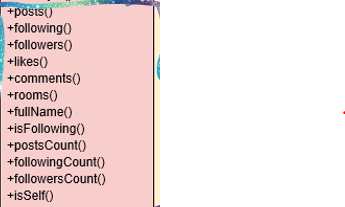 +posts()
+following()
+followers()
+likes()
+comments()
+rooms()
+fullName()
+isFollowing()
+postsCount()
+followingCount()
+followersCount()
+isSelf()